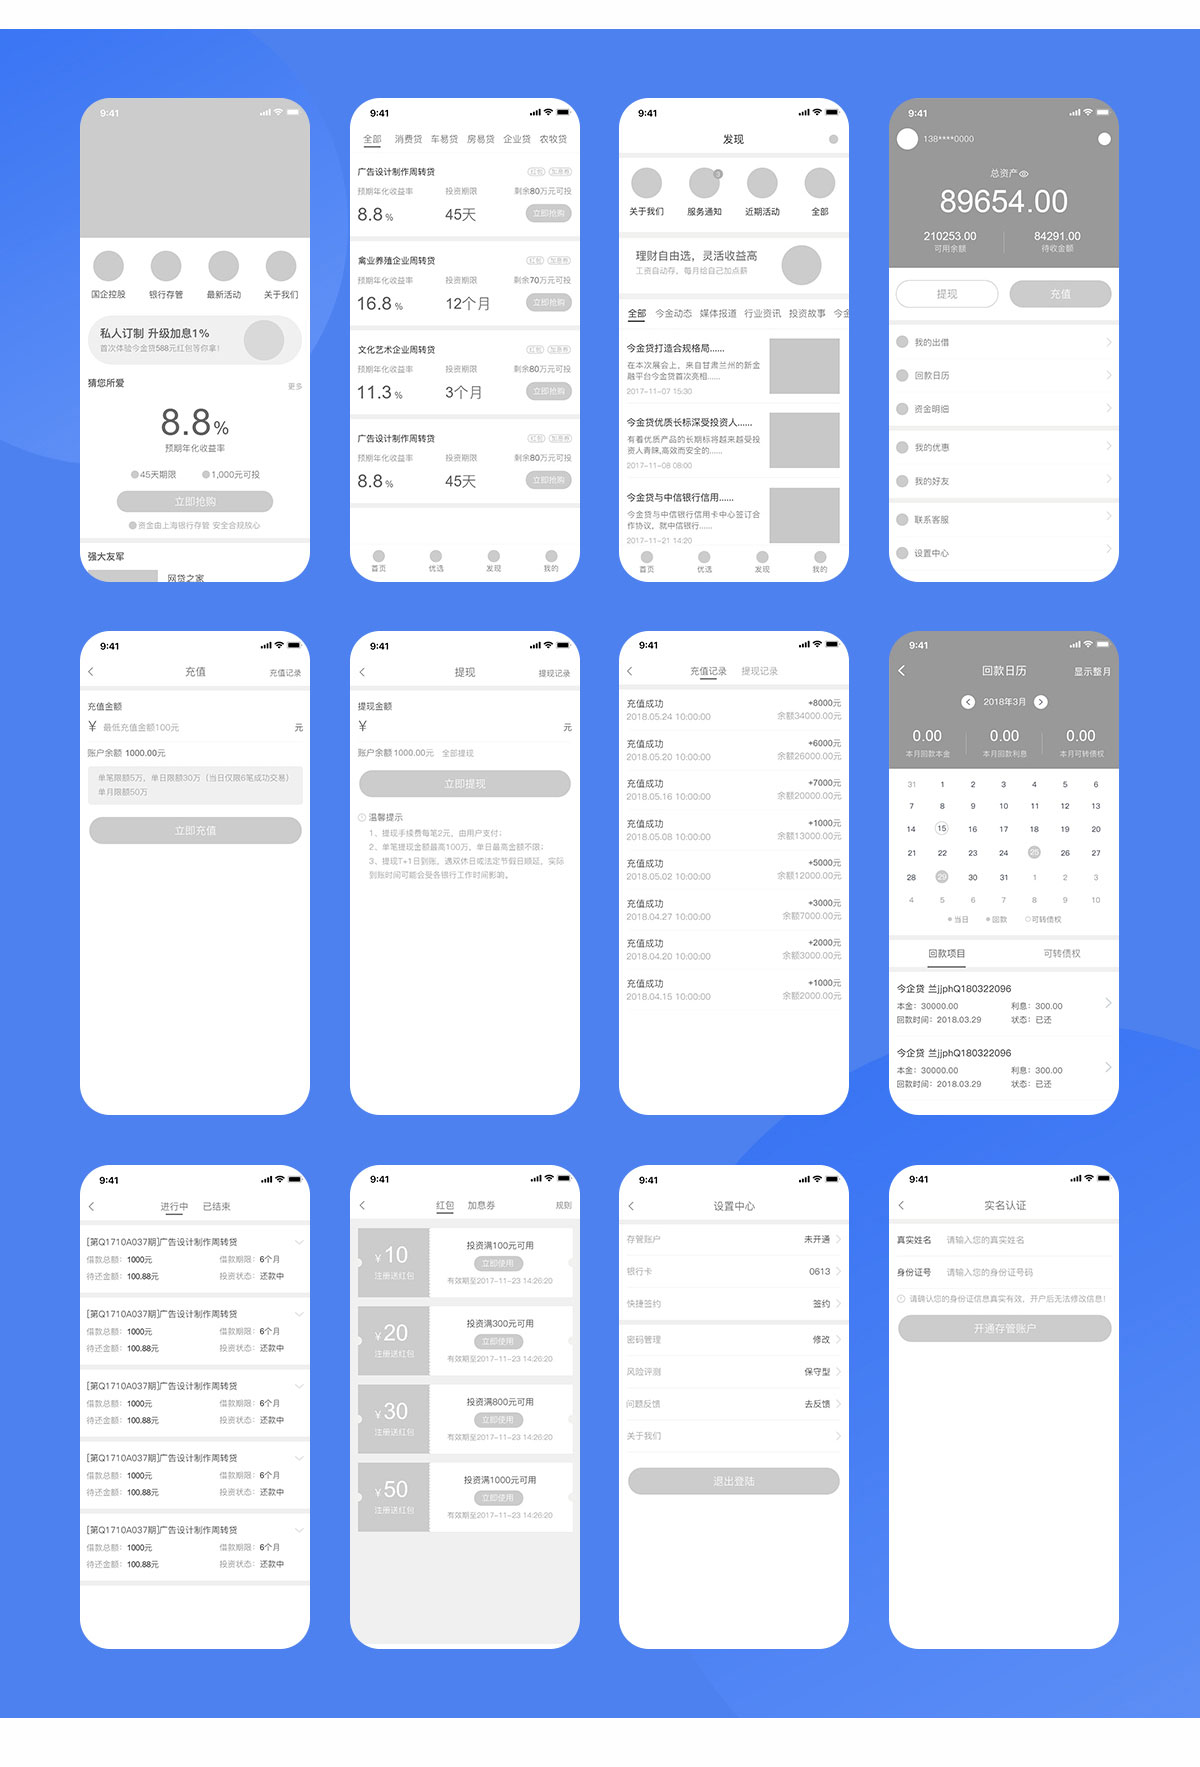 9:41
国企控股 银行存管 最新活动 关于我们
私人订制 升级加息1%
首次体验今金贷588元红包等你拿！
猜您所爱 更多
8.8%
预期年化收益率
45天期限 1,000元可投
立即抢购
资金由上海银行存管 安全合规放心
强大友军
网贷之家
9:41
全部 消费贷 车易贷 房易贷 企业贷 农牧贷
广告设计制作周转贷 红包 加息券
预期年化收益率 投资期限 剩余80万元可投
8.8% 45天 立即抢购
禽业养殖企业周转贷 红包 加息券
预期年化收益率 投资期限 剩余70万元可投
16.8% 12个月 立即抢购
文化艺术企业周转贷 红包 加息券
预期年化收益率 投资期限 剩余80万元可投
11.3% 3个月 立即抢购
广告设计制作周转贷 红包 加息券
预期年化收益率 投资期限 剩余80万元可投
8.8% 45天 立即抢购
首页 优选 发现 我的
9:41
发现
3
关于我们 服务通知 近期活动 全部
理财自由选，灵活收益高
工资自动存，每月给自己加点薪
全部 今金动态 媒体报道 行业资讯 投资故事 今金
今金贷打造合规格局......
在本次展会上，来自甘肃兰州的新金
融平台今金贷首次亮相......
2017-11-07 15:30
今金贷优质长标深受投资人......
有着优质产品的长期标将越来越受投
资人青睐,高效而安全的......
2017-11-08 08:00
今金贷与中信银行信用......
今金贷与中信银行信用卡中心签订合
作协议，就中信银行......
2017-11-21 14:20
首页 优选 发现 我的
9:41
138****0000
总资产
89654.00
210253.00 84291.00
可用余额 待收金额
提现 充值
我的出借
回款日历
资金明细
我的优惠
我的好友
联系客服
设置中心
9:41
充值 充值记录
充值金额
¥ 最低充值金额100元 元
账户余额 1000.00元
单笔限额5万，单日限额30万（当日仅限6笔成功交易）
单月限额50万
立即充值
9:41
提现 提现记录
提现金额
¥ 元
账户余额 1000.00元 全部提现
立即提现
温馨提示
1、提现手续费每笔2元，由用户支付；
2、单笔提现金额最高100万，单日最高金额不限；
3、提现T+1日到账，遇双休日或法定节假日顺延，实际
到账时间可能会受各银行工作时间影响。
9:41
充值记录 提现记录
充值成功 +8000元
2018.05.24 10:00:00 余额34000.00元
充值成功 +6000元
2018.05.20 10:00:00 余额26000.00元
充值成功 +7000元
2018.05.16 10:00:00 余额20000.00元
充值成功 +1000元
2018.05.08 10:00:00 余额13000.00元
充值成功 +5000元
2018.05.02 10:00:00 余额12000.00元
充值成功 +3000元
2018.04.27 10:00:00 余额7000.00元
充值成功 +2000元
2018.04.20 10:00:00 余额3000.00元
充值成功 +1000元
2018.04.15 10:00:00 余额2000.00元
9:41
回款日历 显示整月
2018年3月
0.00 0.00 0.00
本月回款本金 本月回款利息 本月可转债权
31 1 2 3 4 5 6
7 8 9 10 11 12 13
14 15 16 17 18 19 20
21 22 23 24 25 26 27
28 29 30 31 1 2 3
4 5 6 7 8 9 10
当日 回款 可转债权
回款项目 可转债权
今企贷 兰jjphQ180322096
本金：30000.00 利息：300.00
回款时间：2018.03.29 状态：已还
今企贷 兰jjphQ180322096
本金：30000.00 利息：300.00
回款时间：2018.03.29 状态：已还
9:41
进行中 已结束
[第Q1710A037期]广告设计制作周转贷
借款总额：1000元 借款期限：6个月
待还金额：100.88元 投资状态：还款中
[第Q1710A037期]广告设计制作周转贷
借款总额：1000元 借款期限：6个月
待还金额：100.88元 投资状态：还款中
[第Q1710A037期]广告设计制作周转贷
借款总额：1000元 借款期限：6个月
待还金额：100.88元 投资状态：还款中
[第Q1710A037期]广告设计制作周转贷
借款总额：1000元 借款期限：6个月
待还金额：100.88元 投资状态：还款中
[第Q1710A037期]广告设计制作周转贷
借款总额：1000元 借款期限：6个月
待还金额：100.88元 投资状态：还款中
9:41
红包 加息券 规则
¥10 投资满100元可用
注册送红包 立即使用
有效期至2017-11-23 14:26:20
¥20 投资满300元可用
注册送红包 立即使用
有效期至2017-11-23 14:26:20
¥30 投资满800元可用
注册送红包 立即使用
有效期至2017-11-23 14:26:20
¥50 投资满1000元可用
注册送红包 立即使用
有效期至2017-11-23 14:26:20
9:41
设置中心
存管账户 未开通
银行卡 0613
快捷签约 签约
密码管理 修改
风险评测 保守型
问题反馈 去反馈
关于我们
退出登陆
9:41
实名认证
真实姓名 请输入您的真实姓名
身份证号 请输入您的身份证号码
请确认您的身份证信息真实有效，开户后无法修改信息！
开通存管账户